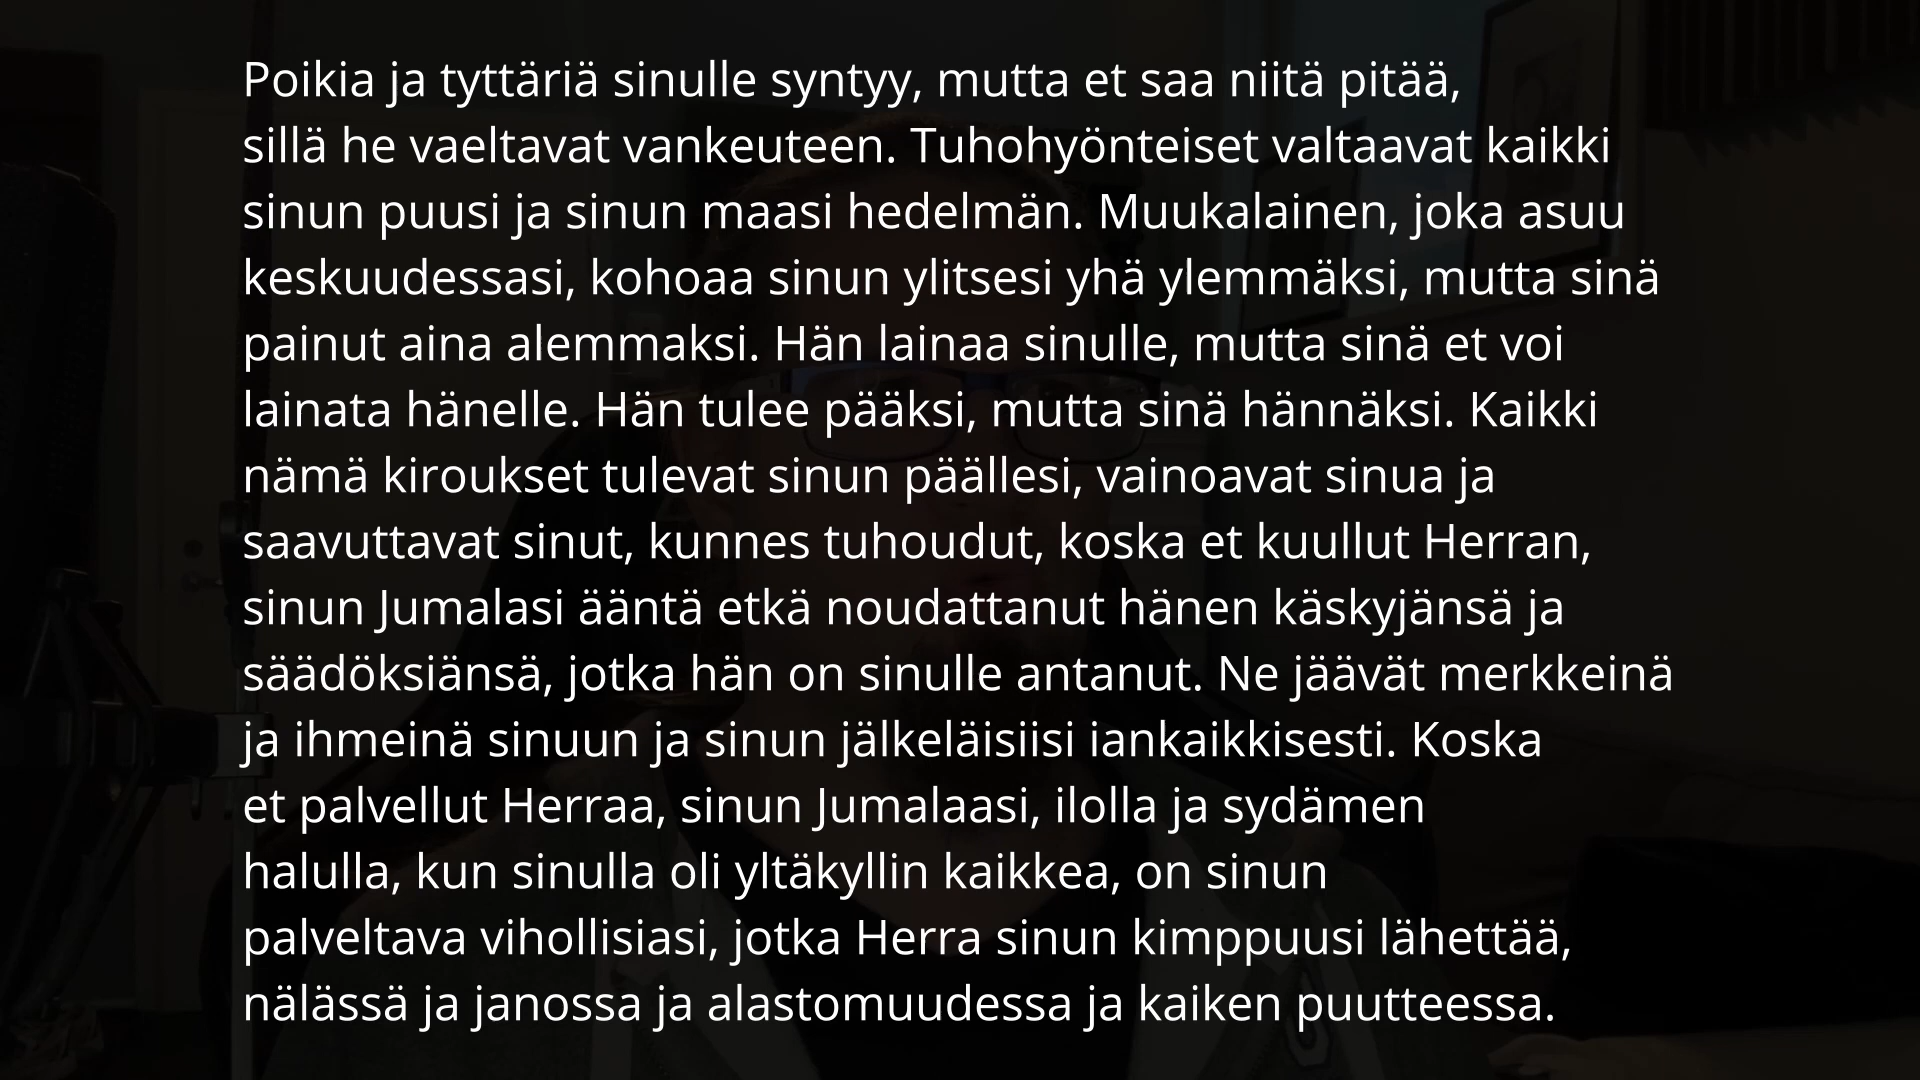 Poikia ja tyttäriä sinulle syntyy, mutta et saa niitä pitää,
sillä he vaeltavat vankeuteen. Tuhohyönteiset valtaavat kaikki
sinun puusi ja sinun maasi hedelmän. Muukalainen, joka asuu
keskuudessasi, kohoaa sinun ylitsesi yhä ylemmäksi, mutta sinä
painut aina alemmaksi. Hän lainaa sinulle, mutta sinä et voi
lainata hänelle. Hän tulee pääksi, mutta sinä hännäksi. Kaikki
nämä kiroukset tulevat sinun päällesi, vainoavat sinua ja
saavuttavat sinut, kunnes tuhoudut, koska et kuullut Herran,
sinun Jumalasi ääntä etkä noudattanut hänen käskyjänsä ja
säädöksiänsä, jotka hän on sinulle antanut. Ne jäävät merkkeinä
ja ihmeinä sinuun ja sinun jälkeläisiisi iankaikkisesti. Koska
et palvellut Herraa, sinun Jumalaasi, ilolla ja sydämen
halulla, kun sinulla oli yltäkyllin kaikkea, on sinun
palveltava vihollisiasi, jotka Herra sinun kimppuusi lähettää,
nälässä ja janossa ja alastomuudessa ja kaiken puutteessa.